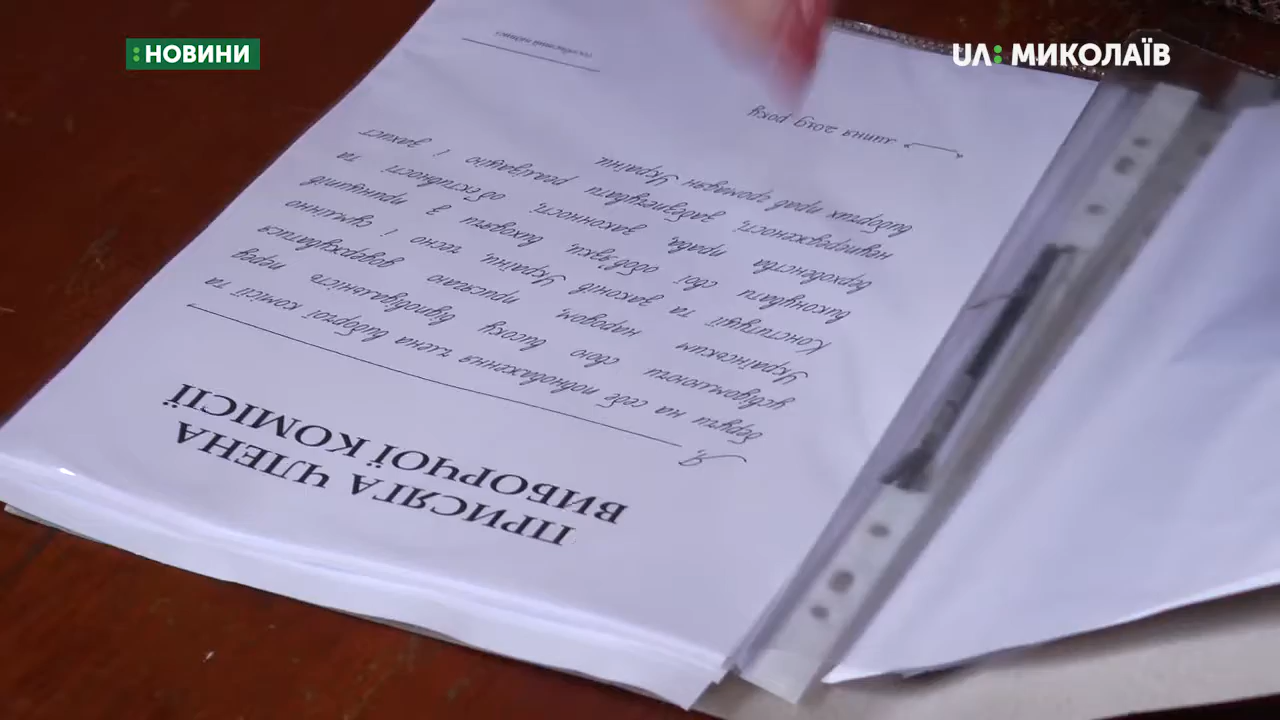 :НОВИНИ
UA: МИКОЛАЇВ
ПРИСЯГА ЧЛЕНА
ВИБОРЧОЇ КОМІСІЇ
Я,
беручи на себе повноваження члена виборчої комісії та
усвідомлюючи свою високу відповідальність перед
Українським народом, присягаю додержуватися
Конституції та законів України, чесно і сумлінно
виконувати свої обов'язки, виходячи з принципів
верховенства права, законності, об'єктивності та
неупередженості, забезпечувати реалізацію і захист
виборчих прав громадян України.
липня 2019 року
(особистий підпис)